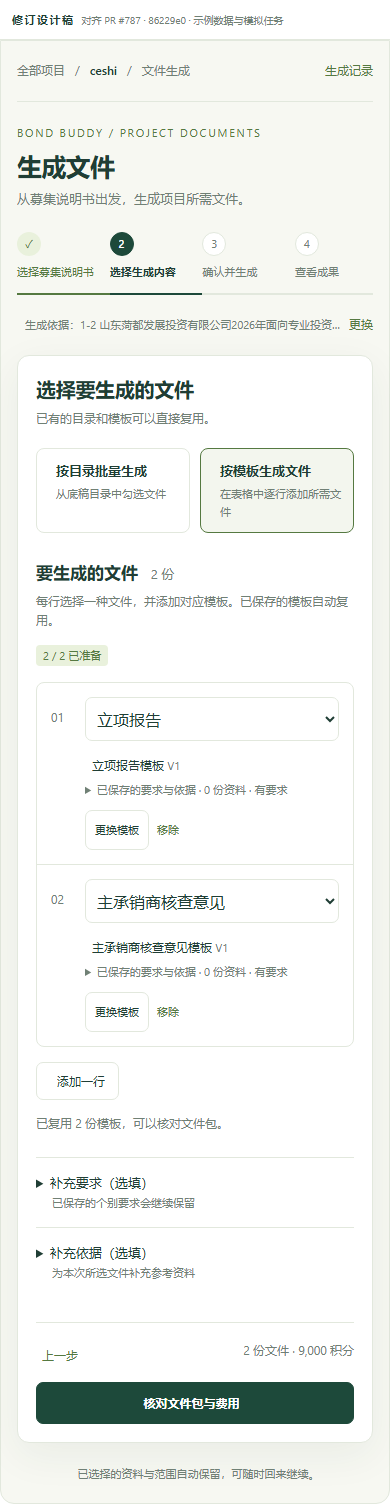 修订设计稿 对齐 PR #787 · 86229e0 · 示例数据与模拟任务
全部项目 / ceshi / 文件生成 生成记录
BOND BUDDY / PROJECT DOCUMENTS
生成文件
从募集说明书出发，生成项目所需文件。
✓ 2 3 4
选择募集说明书 选择生成内容 确认并生成 查看成果
生成依据：1-2 山东菏都发展投资有限公司2026年面向专业投资... 更换
选择要生成的文件
已有的目录和模板可以直接复用。
按目录批量生成
从底稿目录中勾选文件
按模板生成文件
在表格中逐行添加所需文
件
要生成的文件 2 份
每行选择一种文件，并添加对应模板。已保存的模板自动复
用。
2 / 2 已准备
01 立项报告
立项报告模板 V1
▶ 已保存的要求与依据 · 0 份资料 · 有要求
更换模板 移除
02 主承销商核查意见
主承销商核查意见模板 V1
▶ 已保存的要求与依据 · 0 份资料 · 有要求
更换模板 移除
添加一行
已复用 2 份模板，可以核对文件包。
▶ 补充要求（选填）
已保存的个别要求会继续保留
▶ 补充依据（选填）
为本次所选文件补充参考资料
上一步 2 份文件 · 9,000 积分
核对文件包与费用
已选择的资料与范围自动保留，可随时回来继续。